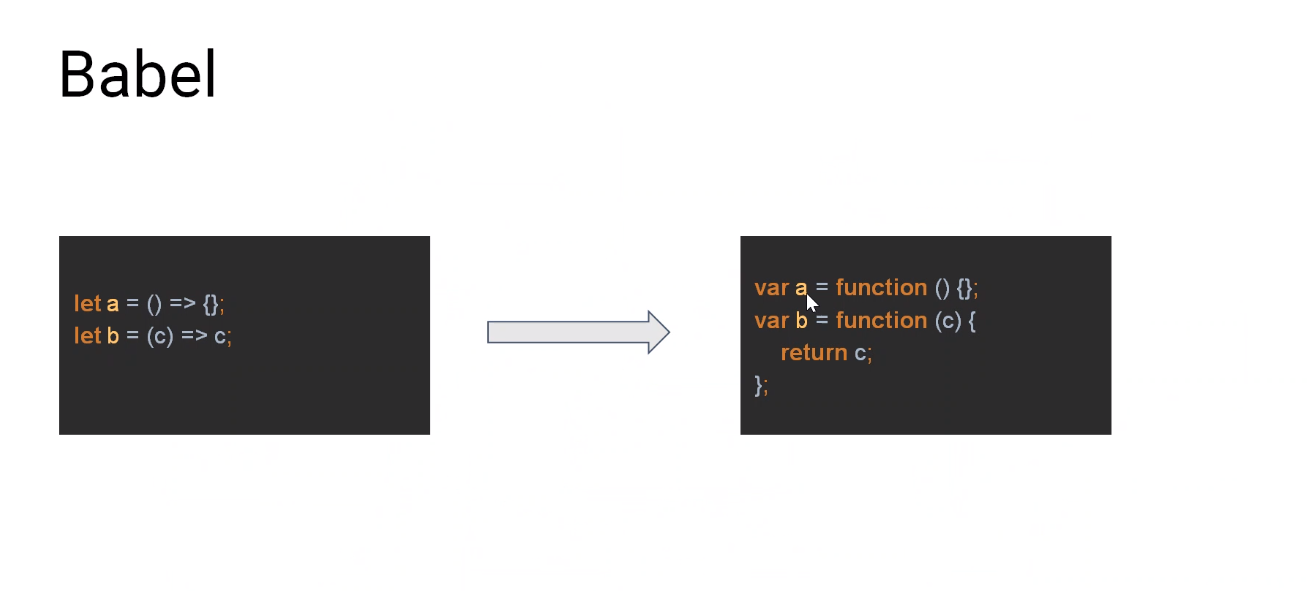 Babel
let a = () => {};
let b = (c) => c;
var a = function () {};
var b = function (c) {
return c;
};